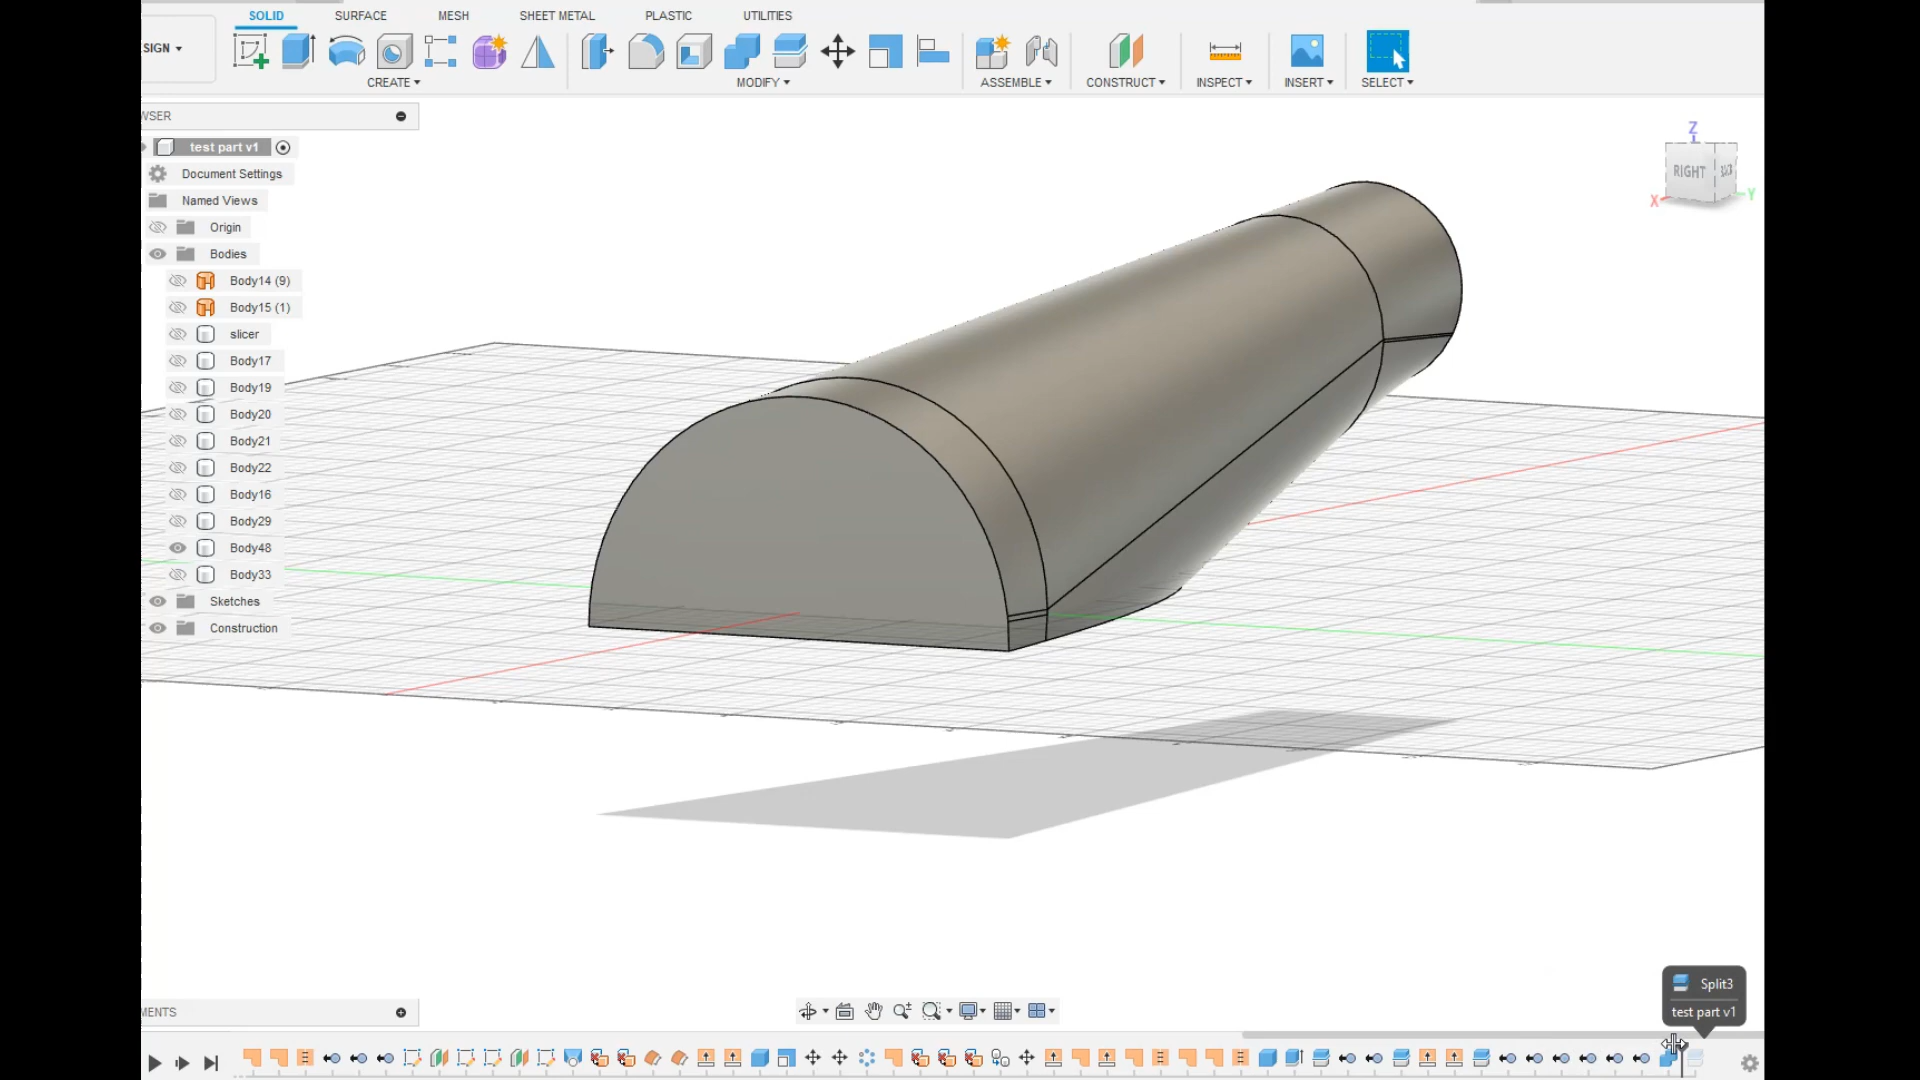 SOLID SURFACE MESH SHEET METAL PLASTIC UTILITIES
SIGN
CREATE MODIFY ASSEMBLE CONSTRUCT INSPECT INSERT SELECT
WSER
test part v1
Document Settings
Named Views
Origin
Bodies
Body14 (9)
Body15 (1)
slicer
Body17
Body19
Body20
Body21
Body22
Body16
Body29
Body48
Body33
Sketches
Construction
Z
RIGHT
X
Y
MENTS
Split3
test part v1